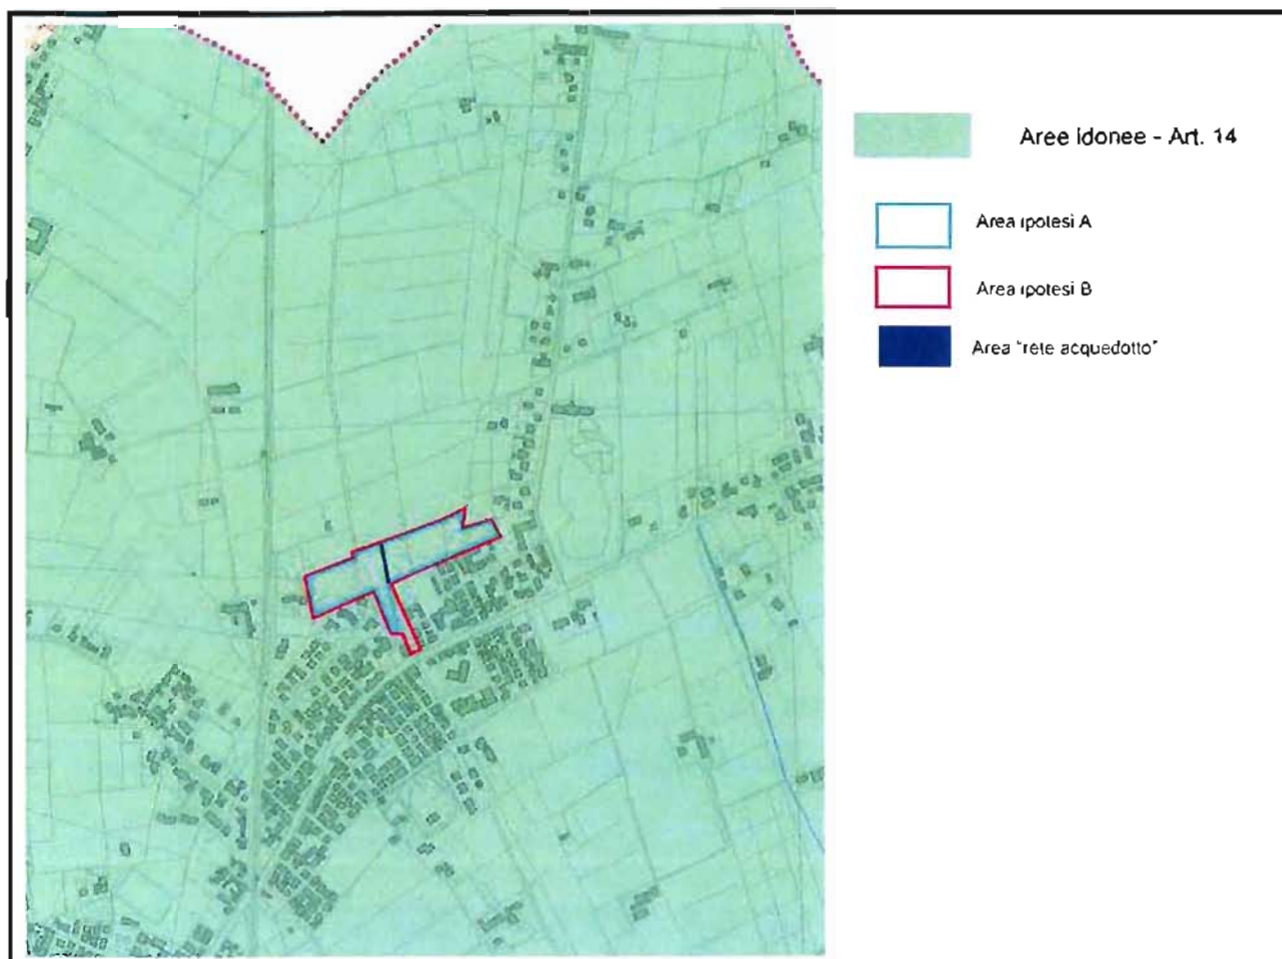 Aree idonee - Art. 14
Area ipotesi A
Area ipotesi B
Area "rete acquedotto"